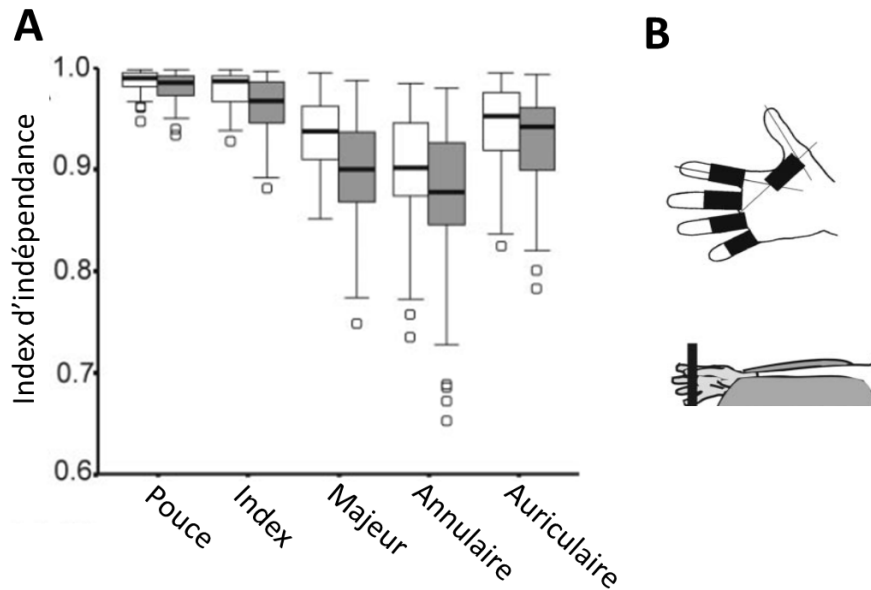 A
B
Index d'indépendance
1.0
0.9
0.8
0.7
0.6
Pouce
Index
Majeur
Annulaire
Auriculaire